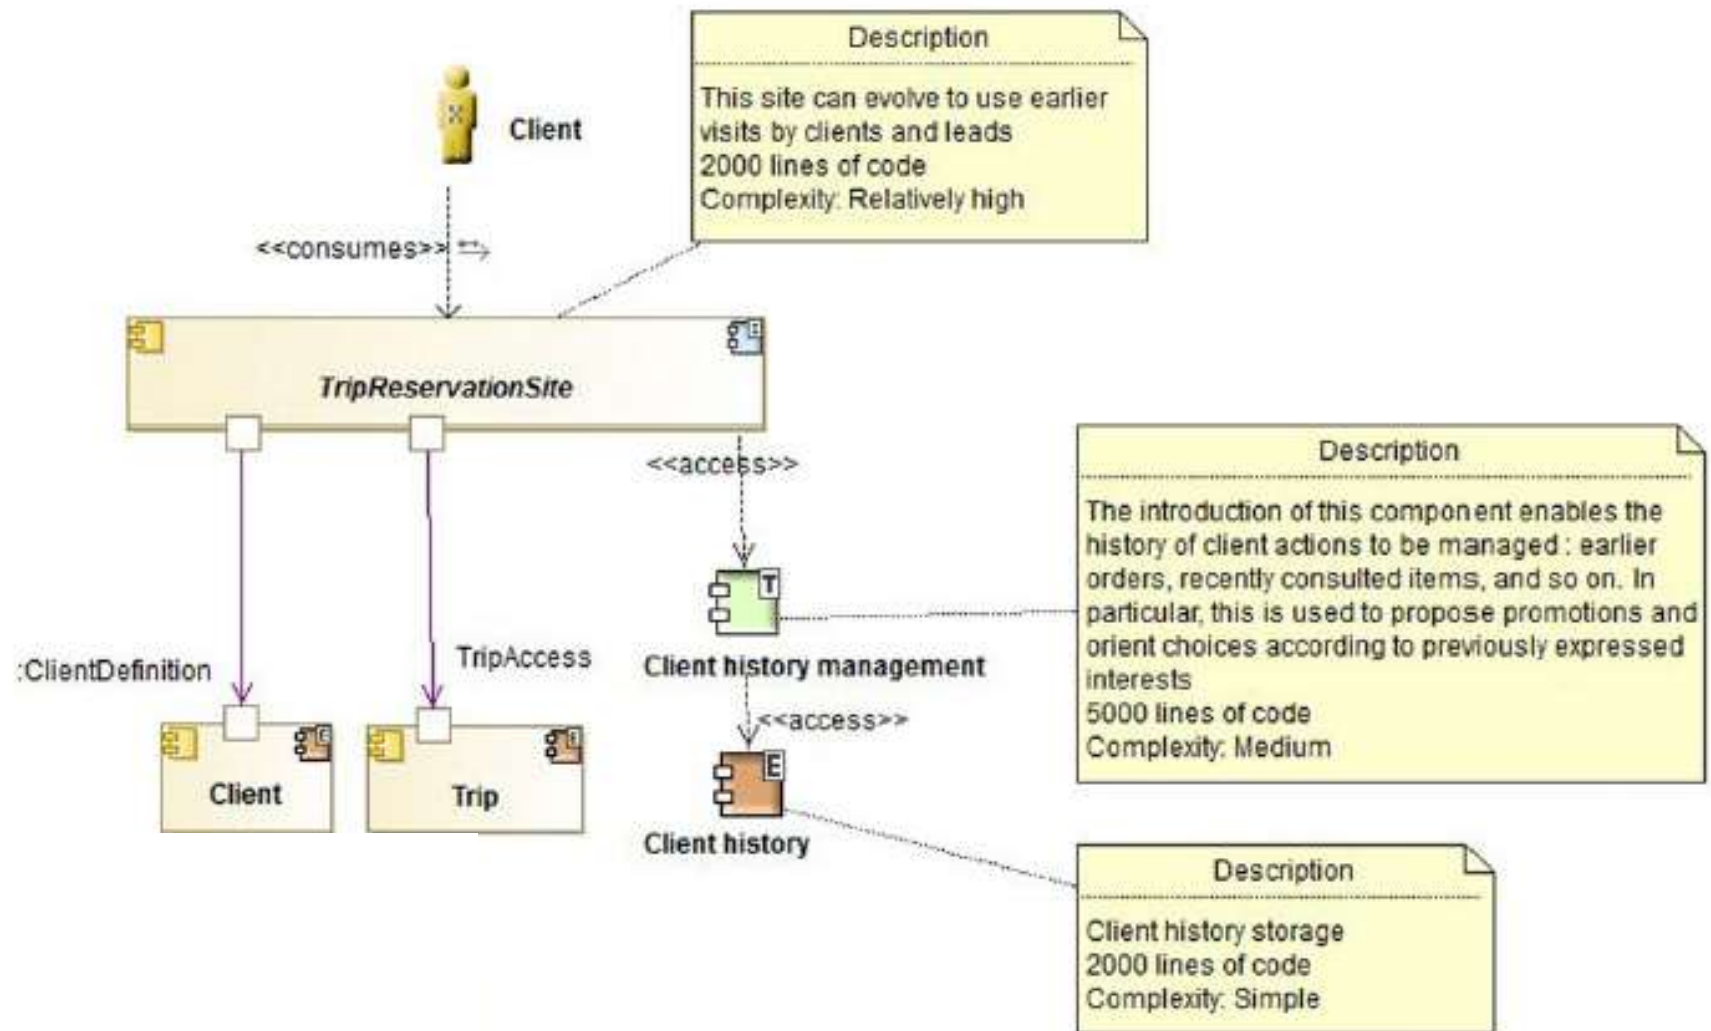 Description
This site can evolve to use earlier
visits by clients and leads
2000 lines of code
Complexity: Relatively high
Client
<<consumes>>
TripReservationSite
<<access>>
Description
The introduction of this component enables the
history of client actions to be managed : earlier
orders, recently consulted items, and so on. In
particular, this is used to propose promotions and
orient choices according to previously expressed
interests
5000 lines of code
Complexity: Medium
T
Client history management
:ClientDefinition
TripAccess
<<access>>
E
Client
Trip
E
Client history
Description
Client history storage
2000 lines of code
Complexity: Simple